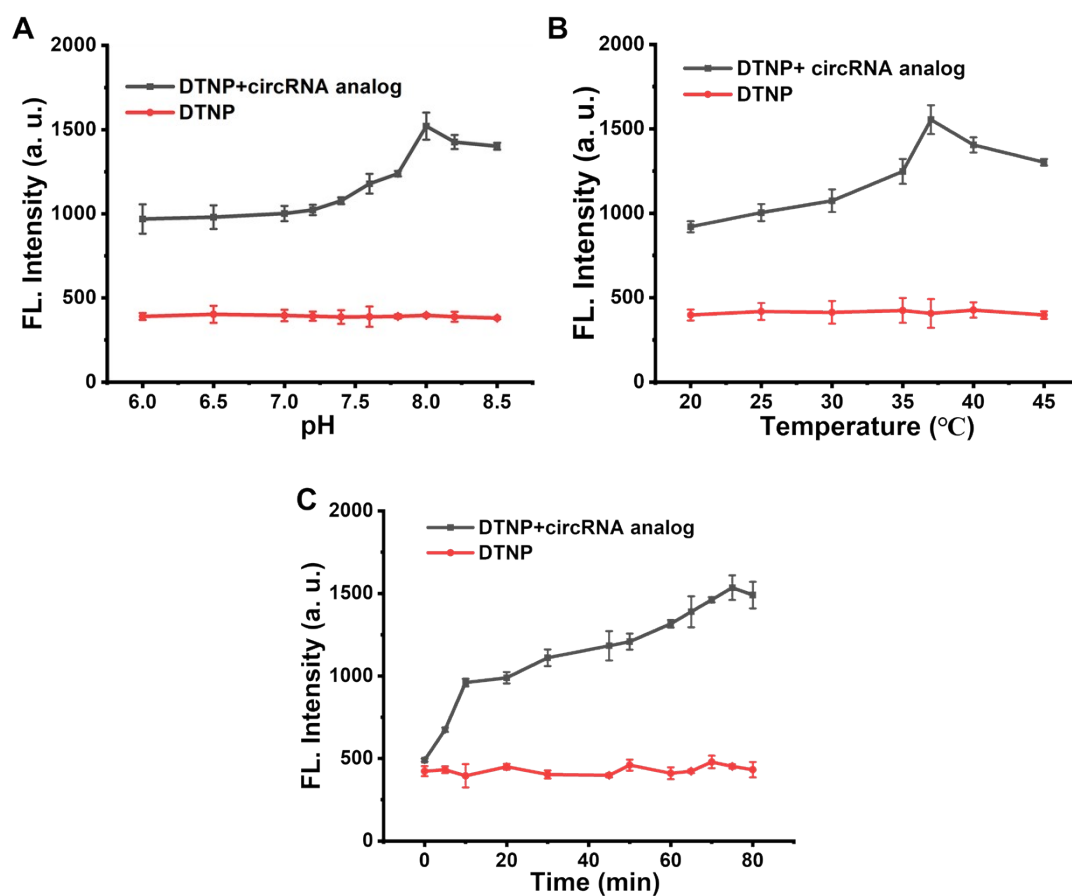 A
FL. Intensity (a. u.)
2000
1500
1000
500
0
DTNP+circRNA analog
DTNP
6.0 6.5 7.0 7.5 8.0 8.5
pH
B
FL. Intensity (a. u.)
2000
1500
1000
500
0
DTNP+ circRNA analog
DTNP
20 25 30 35 40 45
Temperature (℃)
C
FL. Intensity (a. u.)
2000
1500
1000
500
0
DTNP+circRNA analog
DTNP
0 20 40 60 80
Time (min)